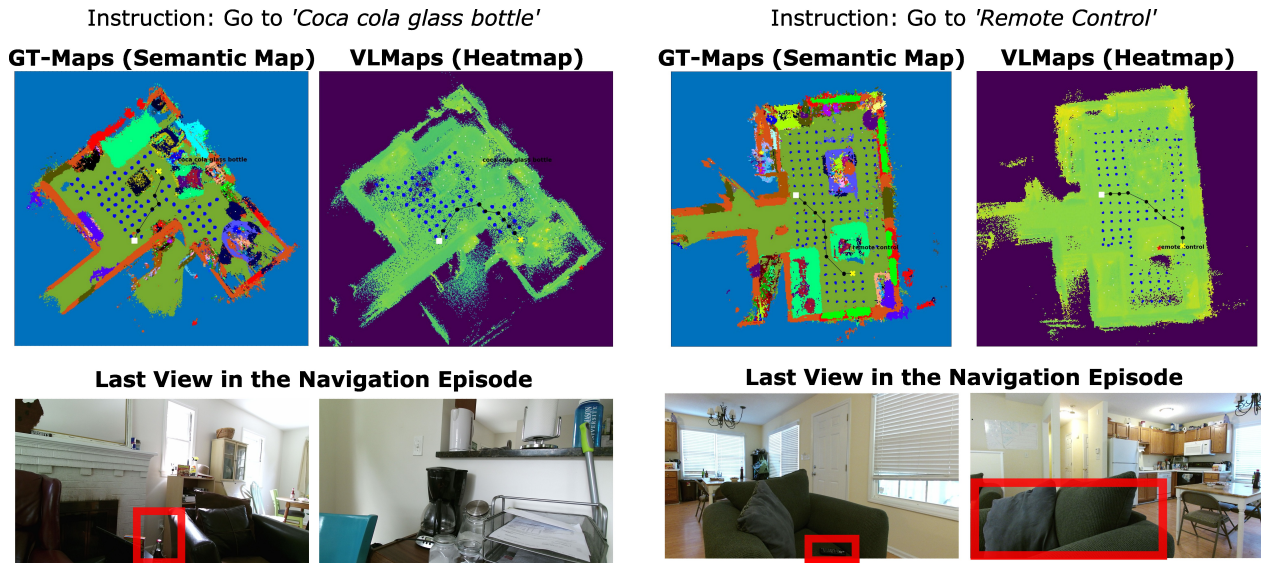 Instruction: Go to 'Coca cola glass bottle'
GT-Maps (Semantic Map)
VLMaps (Heatmap)
coca cola glass bottle
coca cola glass bottle
Last View in the Navigation Episode
Instruction: Go to 'Remote Control'
GT-Maps (Semantic Map)
VLMaps (Heatmap)
remote control
remote control
Last View in the Navigation Episode